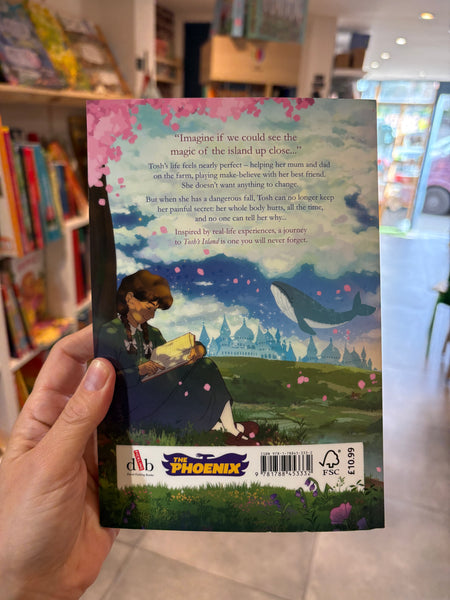 "Imagine if we could see the
magic of the island up close..."
Tosh's life feels nearly perfect – helping her mum and dad
on the farm, playing make-believe with her best friend.
She doesn't want anything to change.
But when she has a dangerous fall, Tosh can no longer keep
her painful secret: her whole body hurts, all the time,
and no one can tell her why...
Inspired by real-life experiences, a journey
to Tosh's Island is one you will never forget.
dfb
THE
PHOENIX
FSC
£10.99